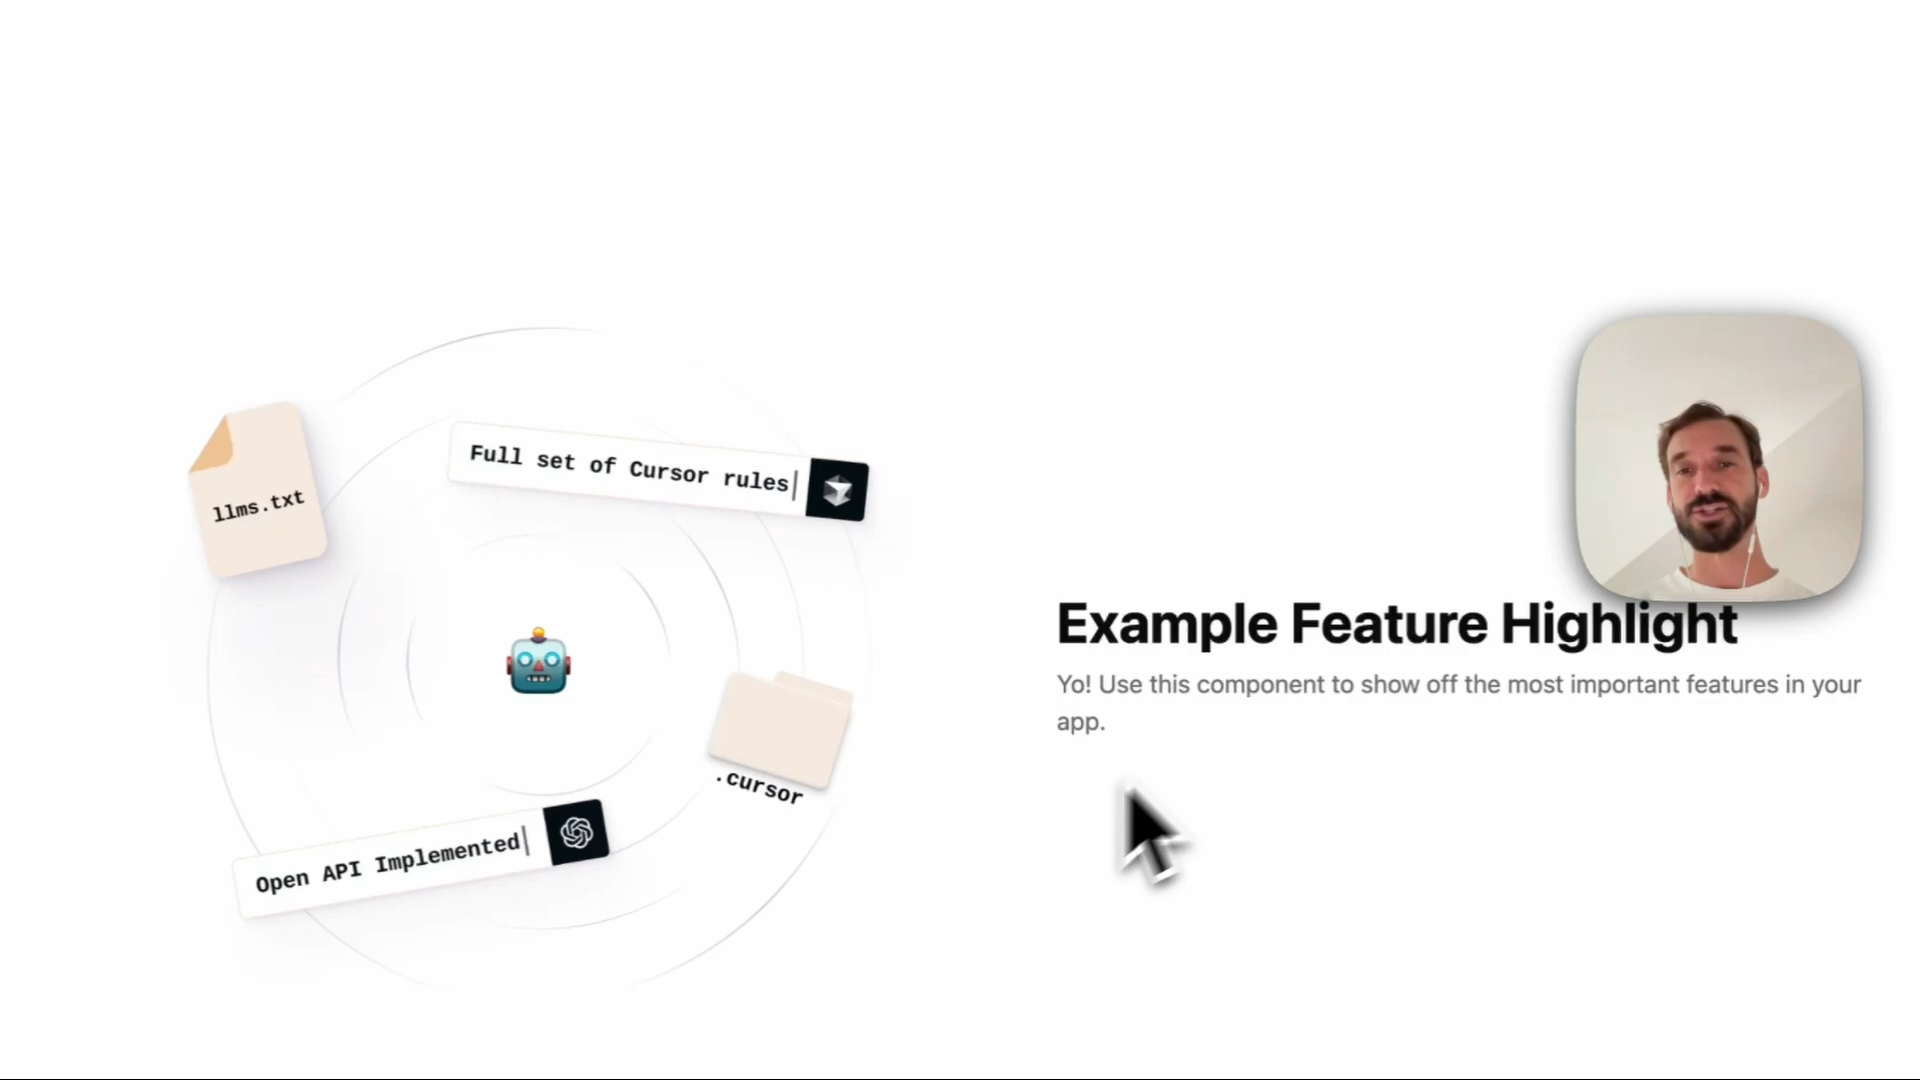 llms.txt
Full set of Cursor rules
.cursor
Open API Implemented
Example Feature Highlight
Yo! Use this component to show off the most important features in your
app.